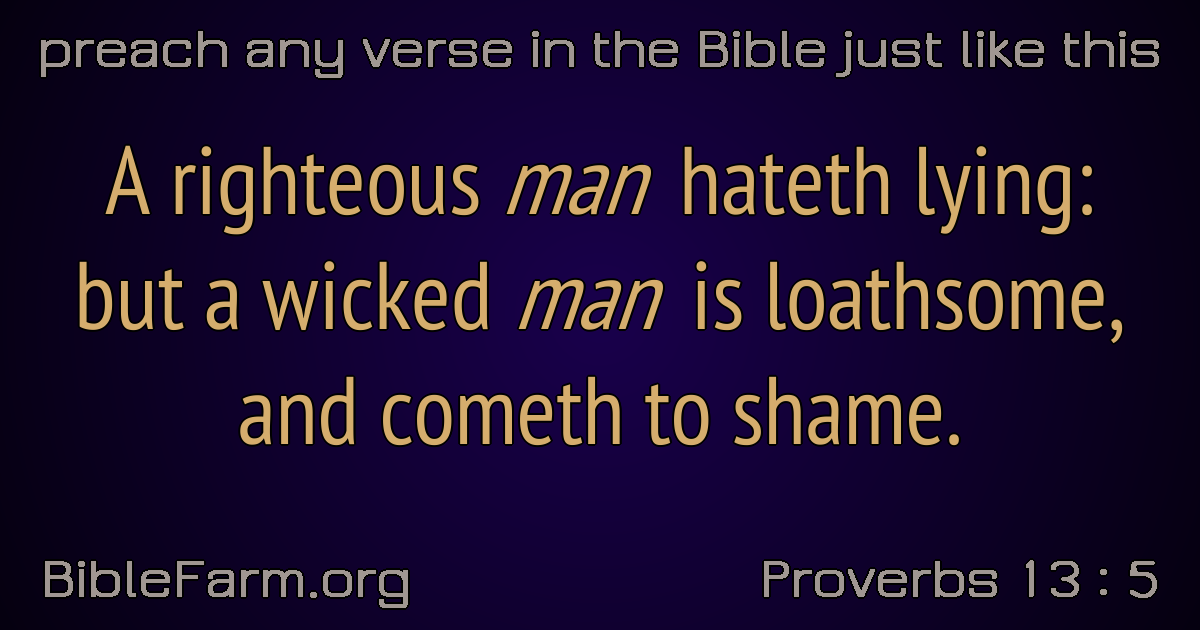 preach any verse in the Bible just like this
A righteous man hateth lying:
but a wicked man is loathsome,
and cometh to shame.
BibleFarm.org
Proverbs 13 : 5